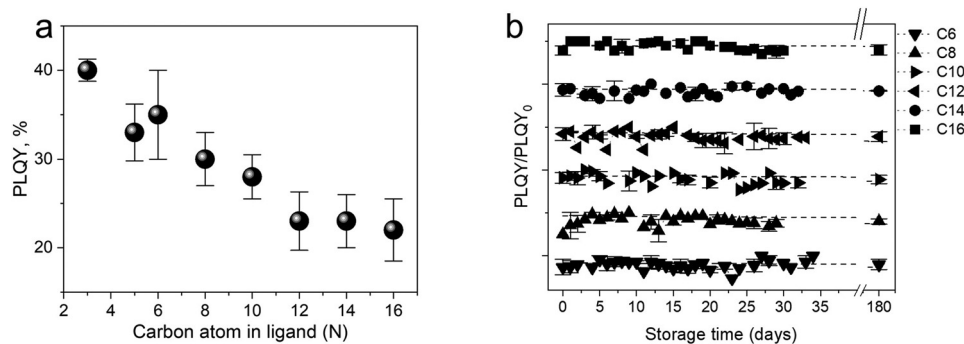 a
PLQY, %
40
30
20
2 4 6 8 10 12 14 16
Carbon atom in ligand (N)
b
PLQY/PLQY₀
0 5 10 15 20 25 30 35 180
Storage time (days)
C6
C8
C10
C12
C14
C16